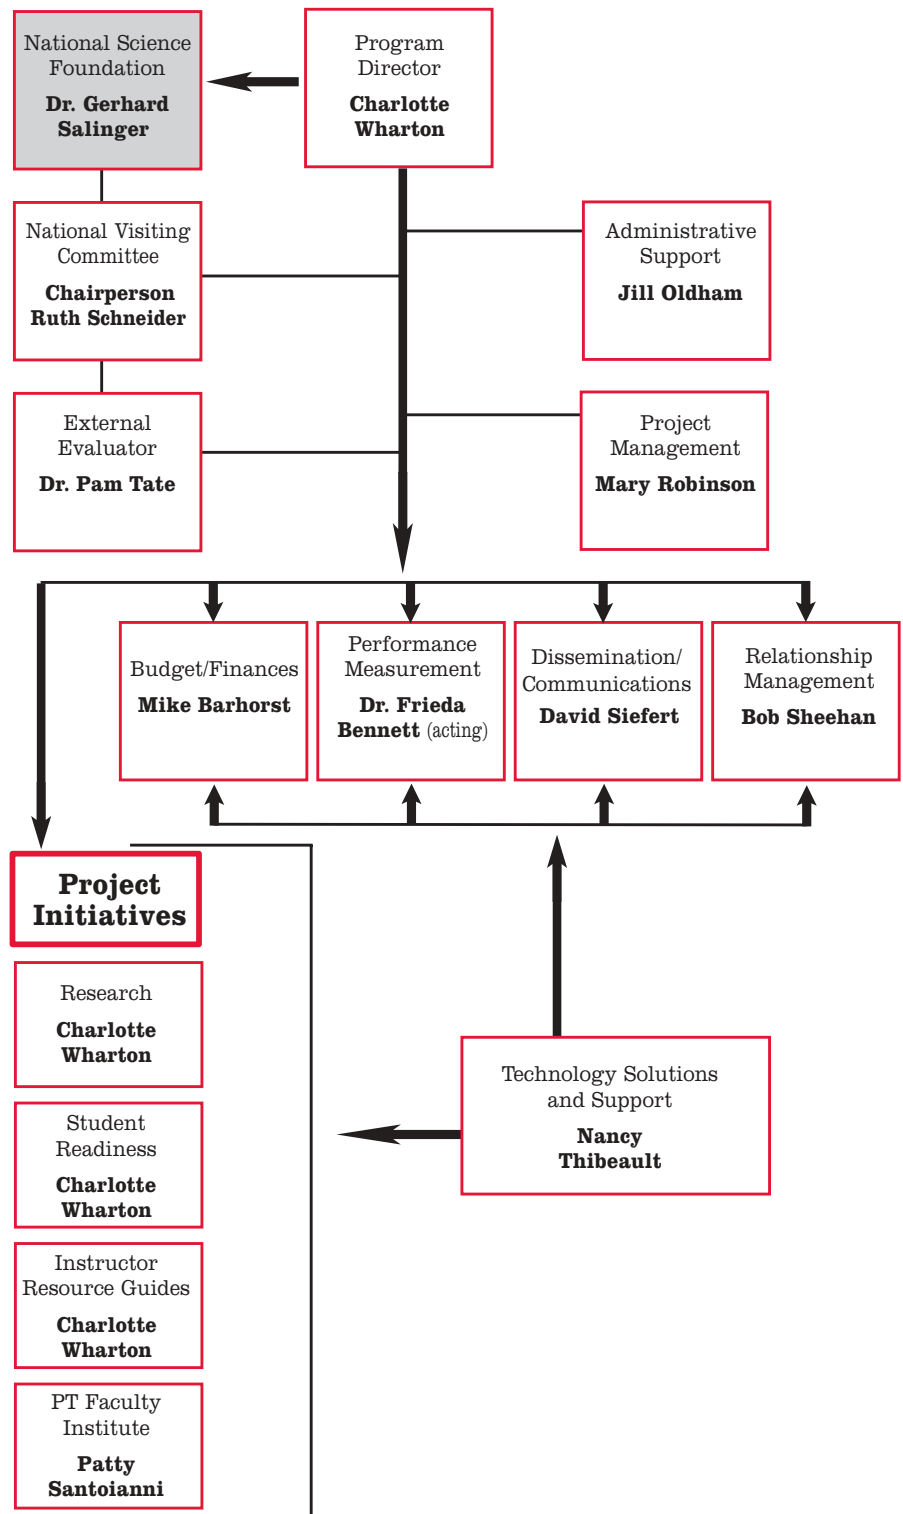 National Science
Foundation
Dr. Gerhard
Salinger
Program
Director
Charlotte
Wharton
National Visiting
Committee
Chairperson
Ruth Schneider
Administrative
Support
Jill Oldham
External
Evaluator
Dr. Pam Tate
Project
Management
Mary Robinson
Budget/Finances
Mike Barhorst
Performance
Measurement
Dr. Frieda
Bennett (acting)
Dissemination/
Communications
David Siefert
Relationship
Management
Bob Sheehan
Project
Initiatives
Research
Charlotte
Wharton
Student
Readiness
Charlotte
Wharton
Instructor
Resource Guides
Charlotte
Wharton
PT Faculty
Institute
Patty
Santoianni
Technology Solutions
and Support
Nancy
Thibeault